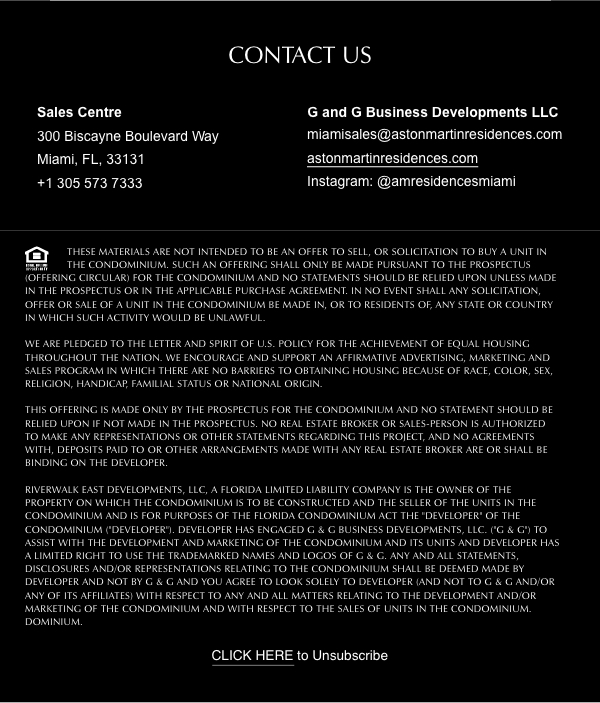 CONTACT US
Sales Centre
300 Biscayne Boulevard Way
Miami, FL, 33131
+1 305 573 7333
G and G Business Developments LLC
miamisales@astonmartinresidences.com
astonmartinresidences.com
Instagram: @amresidencesmiami
THESE MATERIALS ARE NOT INTENDED TO BE AN OFFER TO SELL, OR SOLICITATION TO BUY A UNIT IN
THE CONDOMINIUM. SUCH AN OFFERING SHALL ONLY BE MADE PURSUANT TO THE PROSPECTUS
(OFFERING CIRCULAR) FOR THE CONDOMINIUM AND NO STATEMENTS SHOULD BE RELIED UPON UNLESS MADE
IN THE PROSPECTUS OR IN THE APPLICABLE PURCHASE AGREEMENT. IN NO EVENT SHALL ANY SOLICITATION,
OFFER OR SALE OF A UNIT IN THE CONDOMINIUM BE MADE IN, OR TO RESIDENTS OF, ANY STATE OR COUNTRY
IN WHICH SUCH ACTIVITY WOULD BE UNLAWFUL.
WE ARE PLEDGED TO THE LETTER AND SPIRIT OF U.S. POLICY FOR THE ACHIEVEMENT OF EQUAL HOUSING
THROUGHOUT THE NATION. WE ENCOURAGE AND SUPPORT AN AFFIRMATIVE ADVERTISING, MARKETING AND
SALES PROGRAM IN WHICH THERE ARE NO BARRIERS TO OBTAINING HOUSING BECAUSE OF RACE, COLOR, SEX,
RELIGION, HANDICAP, FAMILIAL STATUS OR NATIONAL ORIGIN.
THIS OFFERING IS MADE ONLY BY THE PROSPECTUS FOR THE CONDOMINIUM AND NO STATEMENT SHOULD BE
RELIED UPON IF NOT MADE IN THE PROSPECTUS. NO REAL ESTATE BROKER OR SALES-PERSON IS AUTHORIZED
TO MAKE ANY REPRESENTATIONS OR OTHER STATEMENTS REGARDING THIS PROJECT, AND NO AGREEMENTS
WITH, DEPOSITS PAID TO OR OTHER ARRANGEMENTS MADE WITH ANY REAL ESTATE BROKER ARE OR SHALL BE
BINDING ON THE DEVELOPER.
RIVERWALK EAST DEVELOPMENTS, LLC, A FLORIDA LIMITED LIABILITY COMPANY IS THE OWNER OF THE
PROPERTY ON WHICH THE CONDOMINIUM IS TO BE CONSTRUCTED AND THE SELLER OF THE UNITS IN THE
CONDOMINIUM AND IS FOR PURPOSES OF THE FLORIDA CONDOMINIUM ACT THE "DEVELOPER" OF THE
CONDOMINIUM ("DEVELOPER"). DEVELOPER HAS ENGAGED G & G BUSINESS DEVELOPMENTS, LLC. ("G & G") TO
ASSIST WITH THE DEVELOPMENT AND MARKETING OF THE CONDOMINIUM AND ITS UNITS AND DEVELOPER HAS
A LIMITED RIGHT TO USE THE TRADEMARKED NAMES AND LOGOS OF G & G. ANY AND ALL STATEMENTS,
DISCLOSURES AND/OR REPRESENTATIONS RELATING TO THE CONDOMINIUM SHALL BE DEEMED MADE BY
DEVELOPER AND NOT BY G & G AND YOU AGREE TO LOOK SOLELY TO DEVELOPER (AND NOT TO G & G AND/OR
ANY OF ITS AFFILIATES) WITH RESPECT TO ANY AND ALL MATTERS RELATING TO THE DEVELOPMENT AND/OR
MARKETING OF THE CONDOMINIUM AND WITH RESPECT TO THE SALES OF UNITS IN THE CONDOMINIUM.
DOMINIUM.
CLICK HERE to Unsubscribe